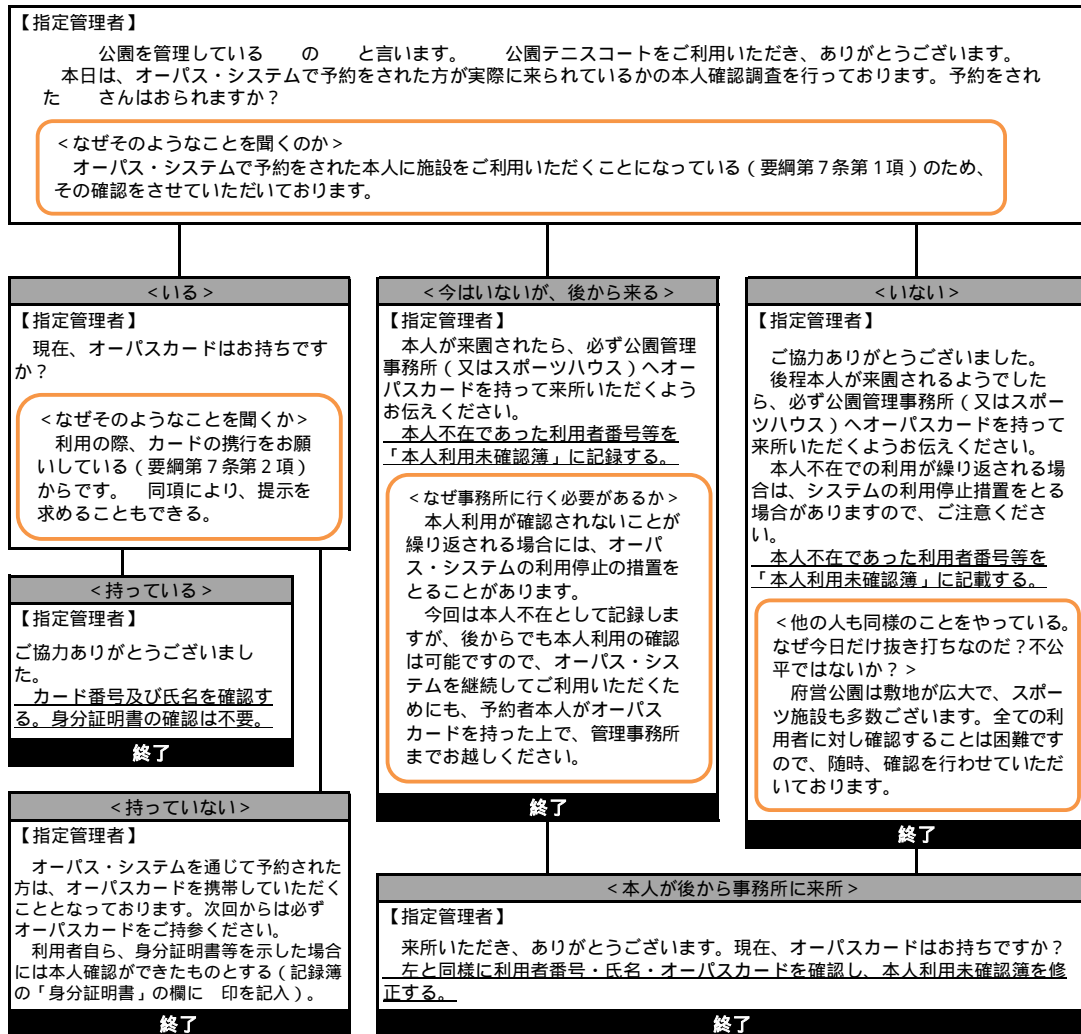 【指定管理者】
公園を管理している　　の　　と言います。　　公園テニスコートをご利用いただき、ありがとうございます。
本日は、オーパス・システムで予約をされた方が実際に来られているかの本人確認調査を行っております。予約をされ
た　　さんはおられますか？
＜なぜそのようなことを聞くのか＞
オーパス・システムで予約をされた本人に施設をご利用いただくことになっている（要綱第７条第１項）のため、
その確認をさせていただいております。
＜いる＞
【指定管理者】
現在、オーパスカードはお持ちです
か？
＜なぜそのようなことを聞くか＞
利用の際、カードの携行をお願
いしている（要綱第７条第２項）
からです。　同項により、提示を
求めることもできる。
＜持っている＞
【指定管理者】
ご協力ありがとうございまし
た。
カード番号及び氏名を確認す
る。身分証明書の確認は不要。
終了
＜持っていない＞
【指定管理者】
オーパス・システムを通じて予約された
方は、オーパスカードを携帯していただく
こととなっております。次回からは必ず
オーパスカードをご持参ください。
利用者自ら、身分証明書等を示した場合
には本人確認ができたものとする（記録簿
の「身分証明書」の欄に　印を記入）。
終了
＜今はいないが、後から来る＞
【指定管理者】
本人が来園されたら、必ず公園管理
事務所（又はスポーツハウス）へオー
パスカードを持って来所いただくよう
お伝えください。
本人不在であった利用者番号等を
「本人利用未確認簿」に記録する。
＜なぜ事務所に行く必要があるか＞
本人利用が確認されないことが
繰り返される場合には、オーパ
ス・システムの利用停止の措置を
とることがあります。
今回は本人不在として記録しま
すが、後からでも本人利用の確認
は可能ですので、オーパス・シス
テムを継続してご利用いただくた
めにも、予約者本人がオーパス
カードを持った上で、管理事務所
までお越しください。
終了
＜いない＞
【指定管理者】
ご協力ありがとうございました。
後程本人が来園されるようでした
ら、必ず公園管理事務所（又はスポー
ツハウス）へオーパスカードを持って
来所いただくようお伝えください。
本人不在での利用が繰り返される場
合は、システムの利用停止措置をとる
場合がありますので、ご注意くださ
い。
本人不在であった利用者番号等を
「本人利用未確認簿」に記載する。
＜他の人も同様のことをやっている。
なぜ今日だけ抜き打ちなのだ？不公
平ではないか？＞
府営公園は敷地が広大で、スポー
ツ施設も多数ございます。全ての利
用者に対し確認することは困難です
ので、随時、確認を行わせていただ
いております。
終了
＜本人が後から事務所に来所＞
【指定管理者】
来所いただき、ありがとうございます。現在、オーパスカードはお持ちですか？
左と同様に利用者番号・氏名・オーパスカードを確認し、本人利用未確認簿を修
正する。
終了